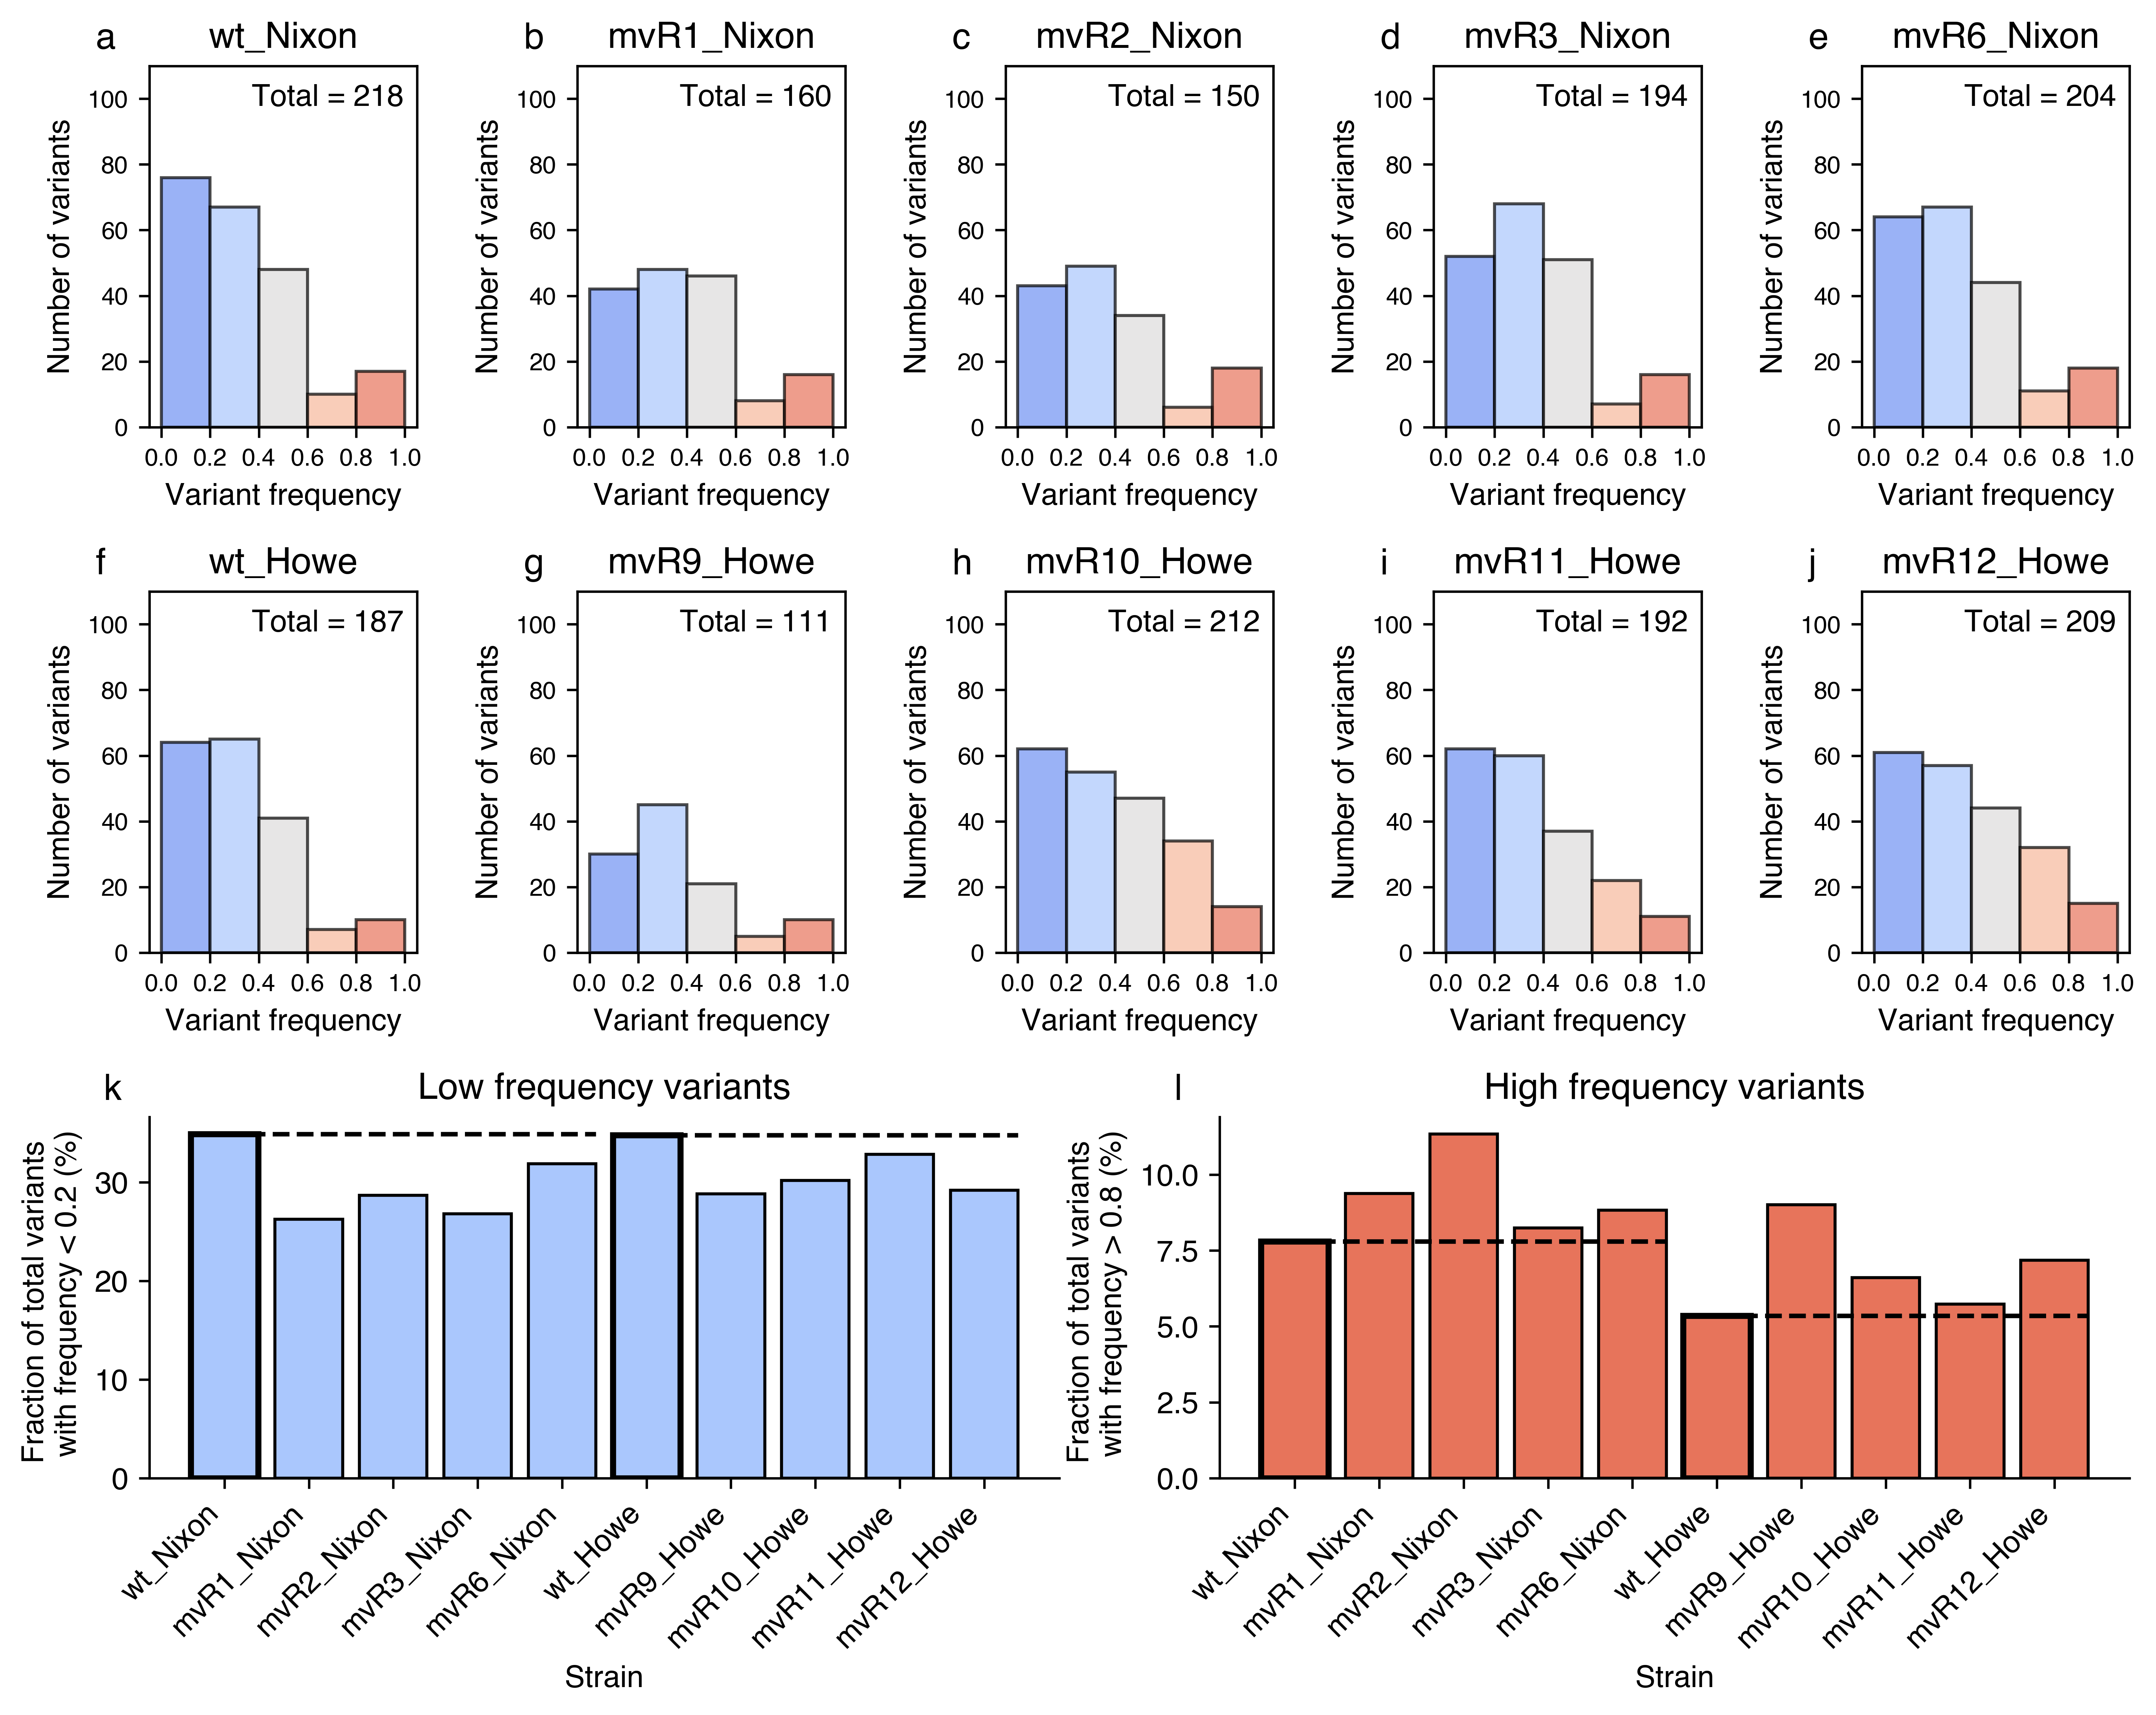 a wt_Nixon
b mvR1_Nixon
c mvR2_Nixon
d mvR3_Nixon
e mvR6_Nixon
Total = 218
Total = 160
Total = 150
Total = 194
Total = 204
Number of variants
100
80
60
40
20
0
0.0 0.2 0.4 0.6 0.8 1.0
Variant frequency
Number of variants
100
80
60
40
20
0
0.0 0.2 0.4 0.6 0.8 1.0
Variant frequency
Number of variants
100
80
60
40
20
0
0.0 0.2 0.4 0.6 0.8 1.0
Variant frequency
Number of variants
100
80
60
40
20
0
0.0 0.2 0.4 0.6 0.8 1.0
Variant frequency
Number of variants
100
80
60
40
20
0
0.0 0.2 0.4 0.6 0.8 1.0
Variant frequency
f wt_Howe
g mvR9_Howe
h mvR10_Howe
i mvR11_Howe
j mvR12_Howe
Total = 187
Total = 111
Total = 212
Total = 192
Total = 209
Number of variants
100
80
60
40
20
0
0.0 0.2 0.4 0.6 0.8 1.0
Variant frequency
Number of variants
100
80
60
40
20
0
0.0 0.2 0.4 0.6 0.8 1.0
Variant frequency
Number of variants
100
80
60
40
20
0
0.0 0.2 0.4 0.6 0.8 1.0
Variant frequency
Number of variants
100
80
60
40
20
0
0.0 0.2 0.4 0.6 0.8 1.0
Variant frequency
Number of variants
100
80
60
40
20
0
0.0 0.2 0.4 0.6 0.8 1.0
Variant frequency
k Low frequency variants
Fraction of total variants
with frequency < 0.2 (%)
30
20
10
0
wt_Nixon
mvR1_Nixon
mvR2_Nixon
mvR3_Nixon
mvR6_Nixon
wt_Howe
mvR9_Howe
mvR10_Howe
mvR11_Howe
mvR12_Howe
Strain
l High frequency variants
Fraction of total variants
with frequency > 0.8 (%)
10.0
7.5
5.0
2.5
0.0
wt_Nixon
mvR1_Nixon
mvR2_Nixon
mvR3_Nixon
mvR6_Nixon
wt_Howe
mvR9_Howe
mvR10_Howe
mvR11_Howe
mvR12_Howe
Strain